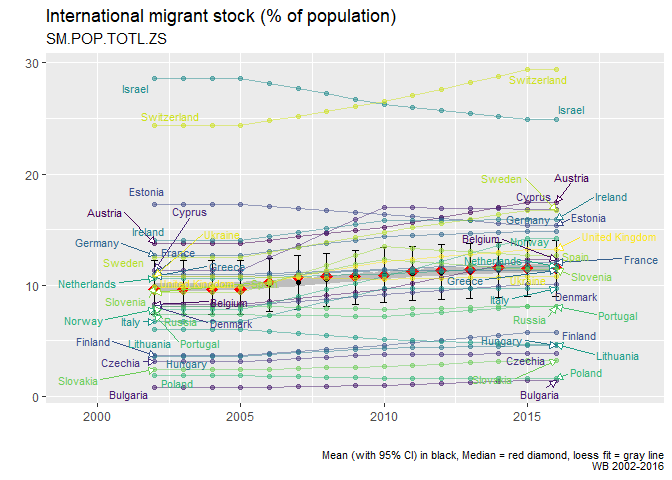 International migrant stock (% of population)
SM.POP.TOTL.ZS
30
20
10
0
Israel
Switzerland
Switzerland
Israel
Estonia
Austria
Cyprus
Ireland
Ukraine
Germany
France
Sweden
Greece
Netherlands
Slovenia
Belgium
Norway
Italy
Russia
Denmark
Finland
Lithuania
Portugal
Czechia
Hungary
Slovakia
Poland
Bulgaria
Sweden
Austria
Cyprus
Ireland
Germany
Estonia
Belgium
Norway
United Kingdom
Netherlands
Spain
France
Slovenia
Greece
Ukraine
Italy
Denmark
Russia
Portugal
Hungary
Finland
Lithuania
Czechia
Slovakia
Poland
Bulgaria
2000
2005
2010
2015
Mean (with 95% CI) in black, Median = red diamond, loess fit = gray line
WB 2002-2016